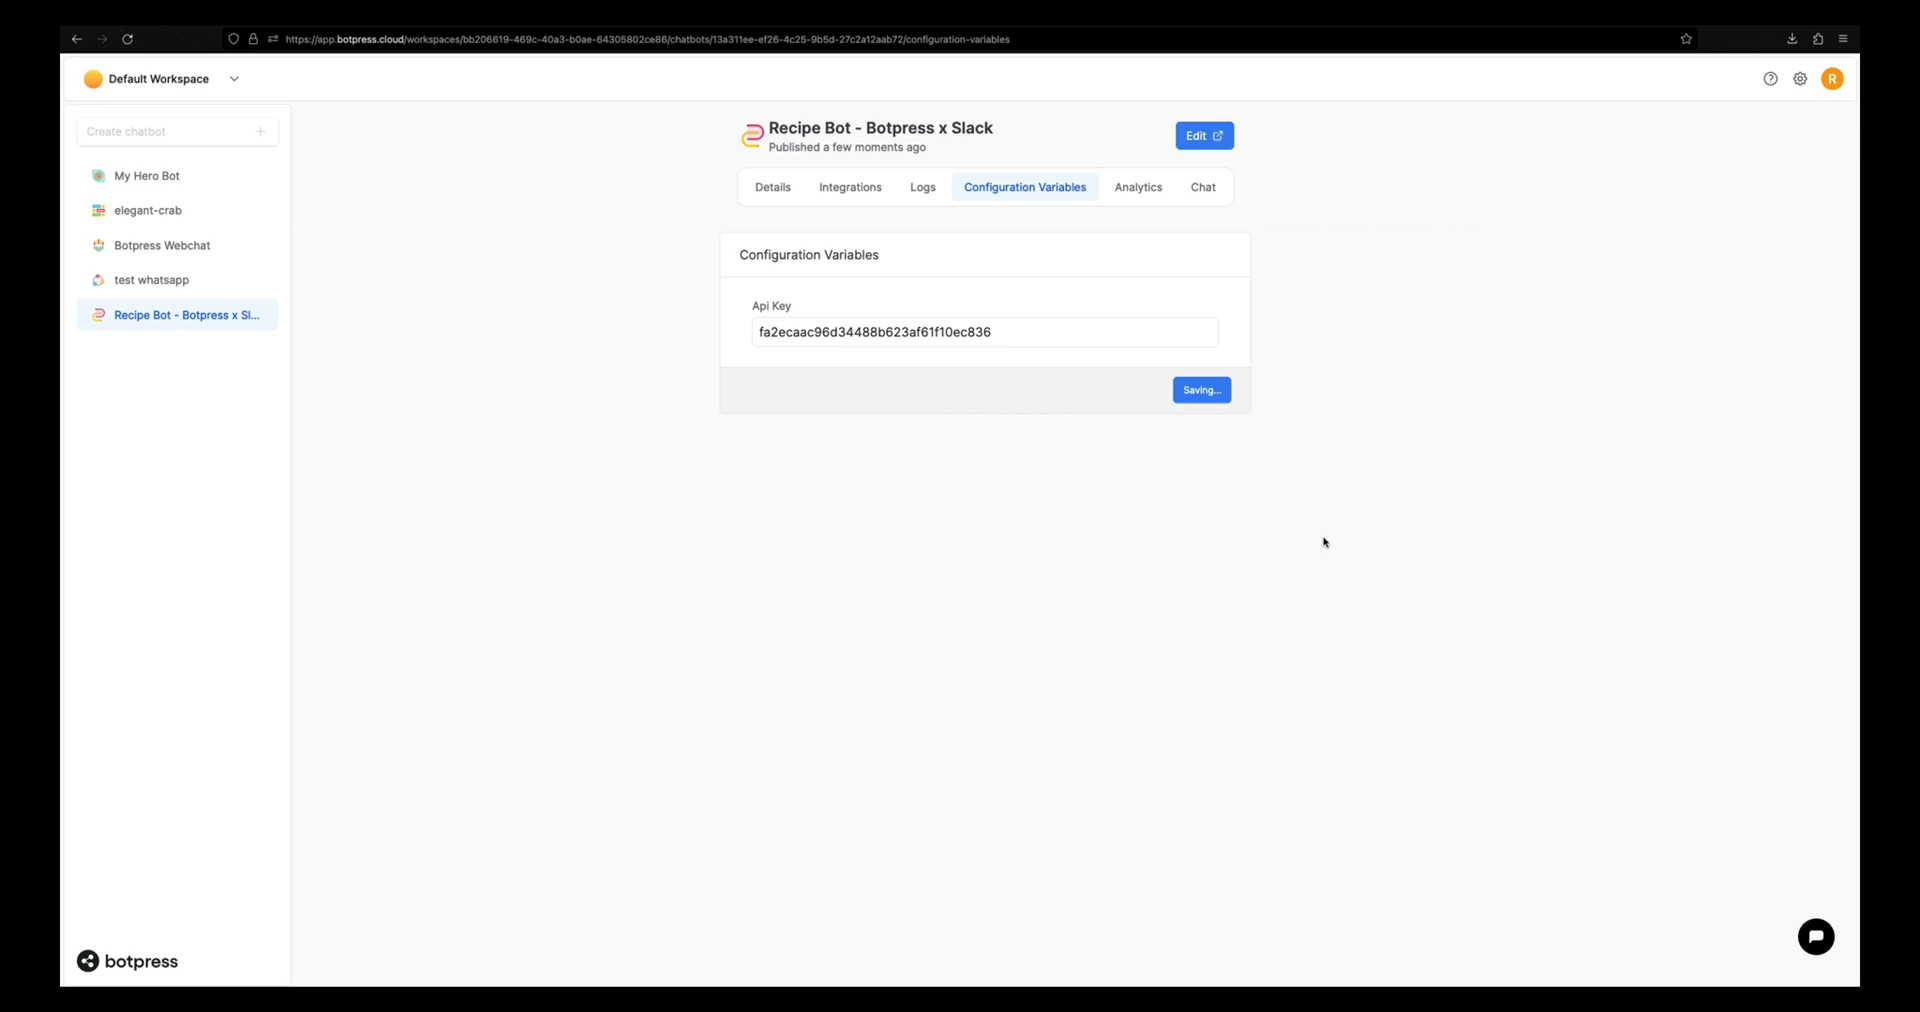 https://app.botpress.cloud/workspaces/bb206619-469c-40a3-b0ae-64305802ce86/chatbots/13a311ee-ef26-4c25-9b5d-27c2a12aab72/configuration-variables
Default Workspace
R
Create chatbot
My Hero Bot
elegant-crab
Botpress Webchat
test whatsapp
Recipe Bot - Botpress x Sl...
Recipe Bot - Botpress x Slack
Published a few moments ago
Edit
Details Integrations Logs Configuration Variables Analytics Chat
Configuration Variables
Api Key
fa2ecaac96d34488b623af61f10ec836
Saving...
botpress